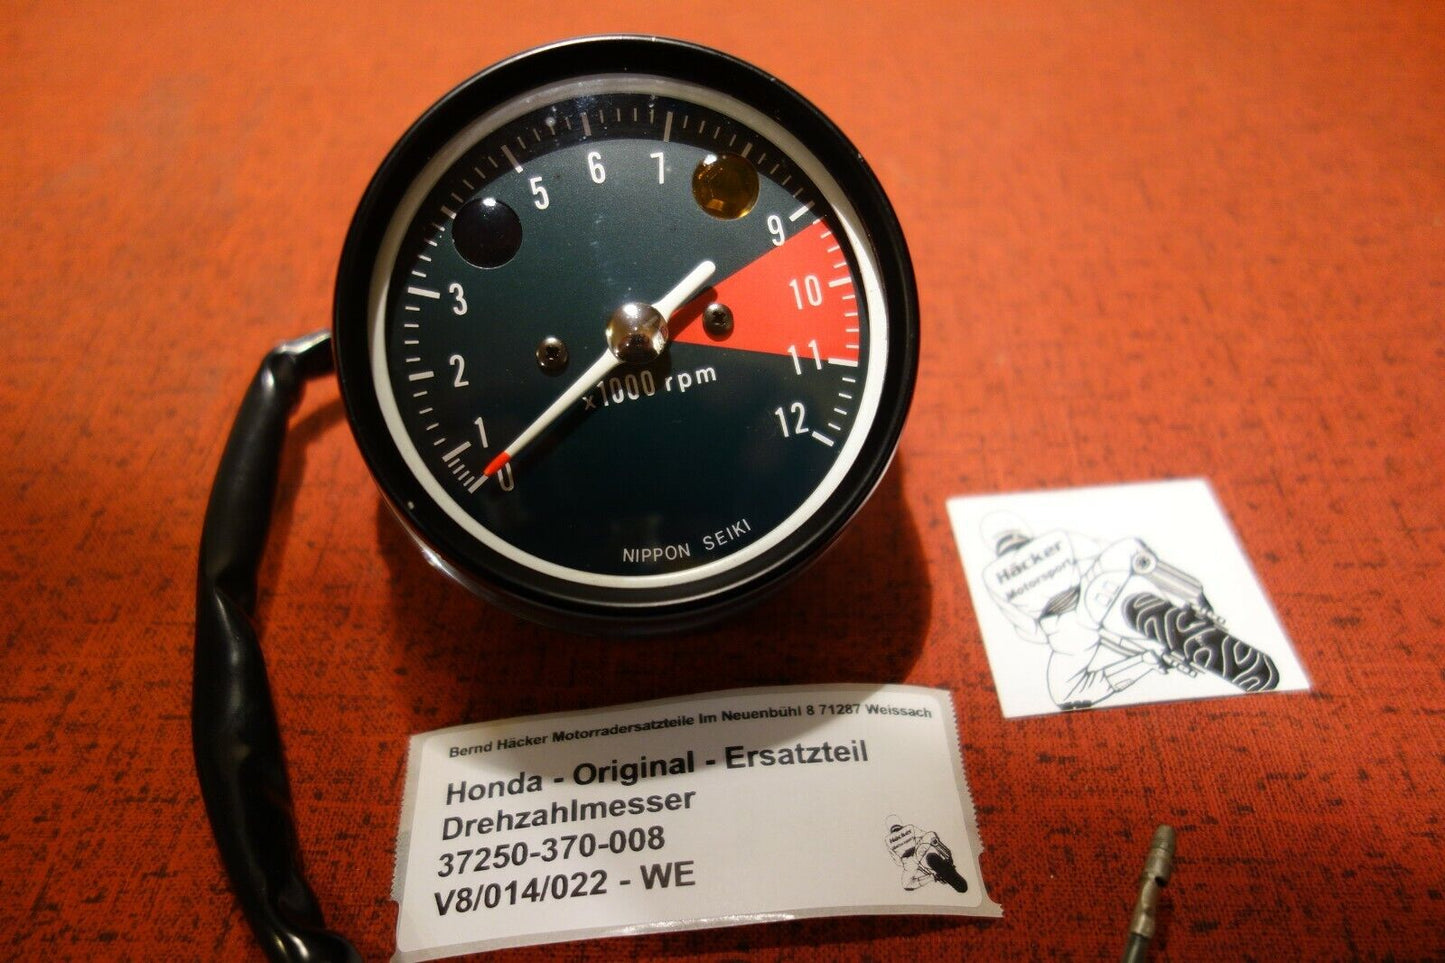 5
6
7
3
9
2
10
1
11
0
12
x1000 rpm
NIPPON SEIKI
Häcker
Motorsport
Bernd Häcker Motorradersatzteile Im Neuenbühl 8 71287 Weissach
Honda - Original - Ersatzteil
Drehzahlmesser
37250-370-008
V8/014/022 - WE
Häcker